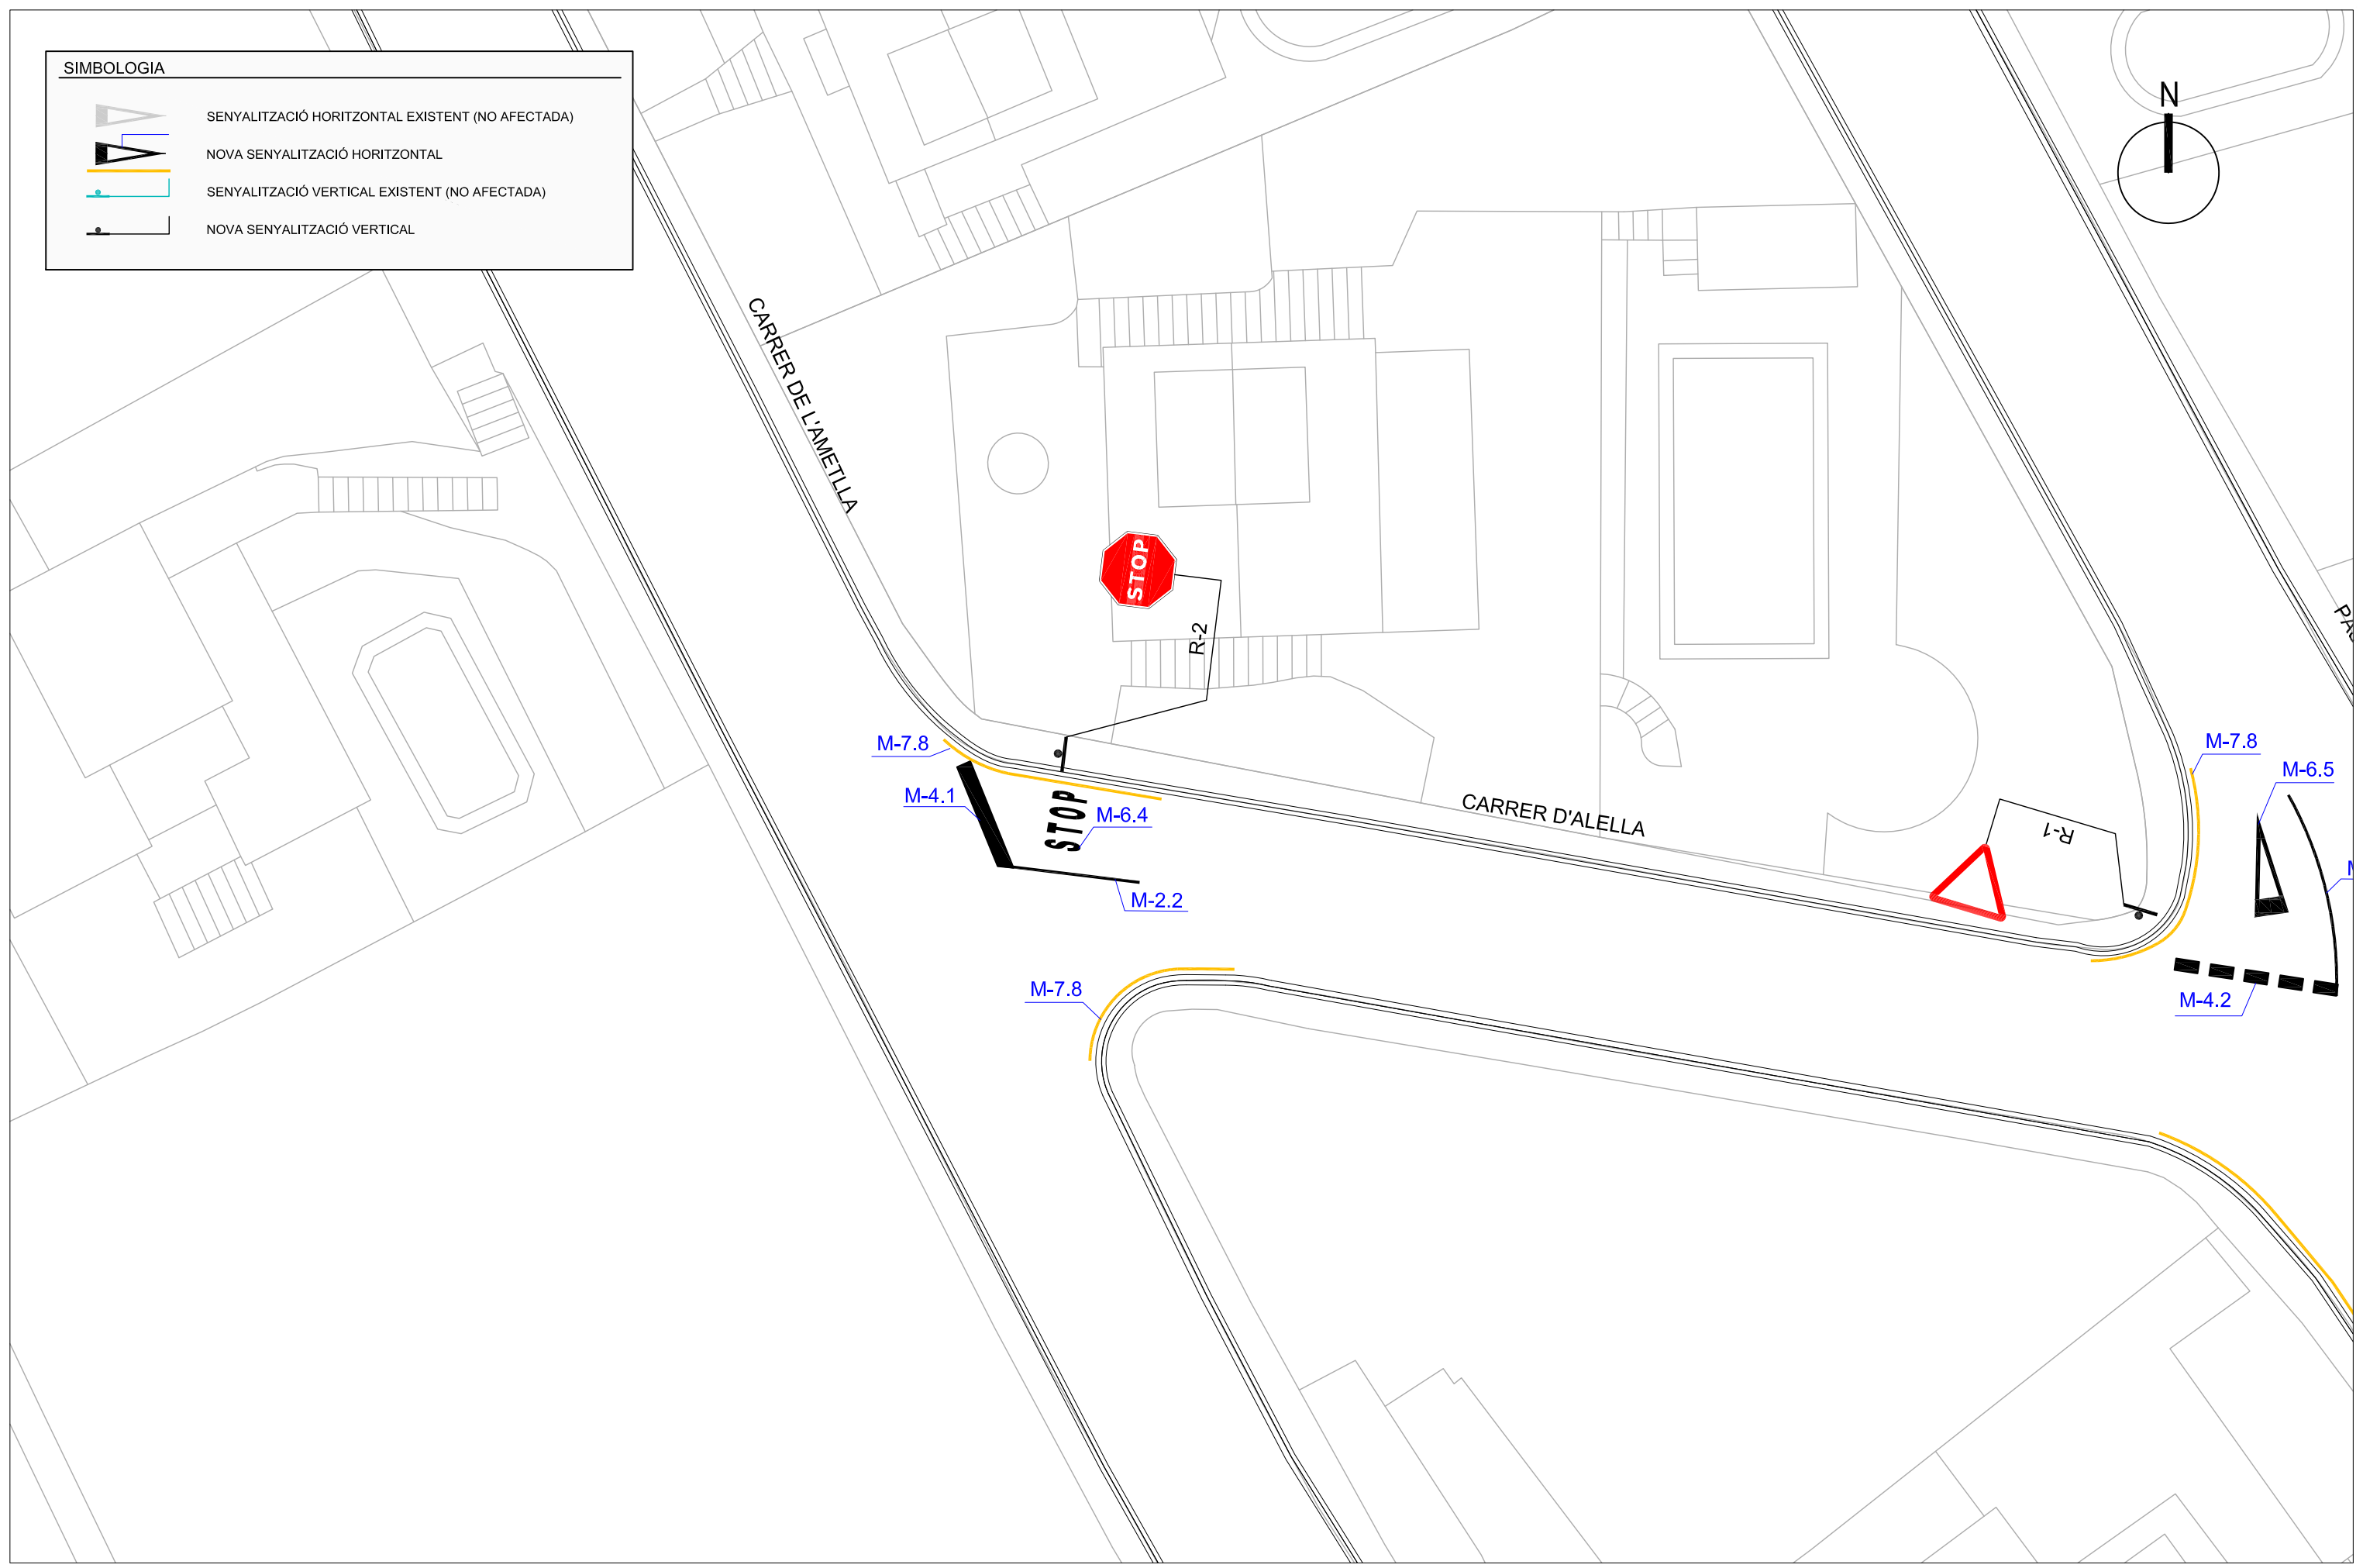 SIMBOLOGIA
SENYALITZACIÓ HORITZONTAL EXISTENT (NO AFECTADA)
NOVA SENYALITZACIÓ HORITZONTAL
SENYALITZACIÓ VERTICAL EXISTENT (NO AFECTADA)
NOVA SENYALITZACIÓ VERTICAL
N
CARRER DE L'AMETLLA
STOP
R-2
M-7.8
M-4.1
STOP
M-6.4
M-2.2
M-7.8
CARRER D'ALELLA
R-1
M-7.8
M-6.5
M-4.2